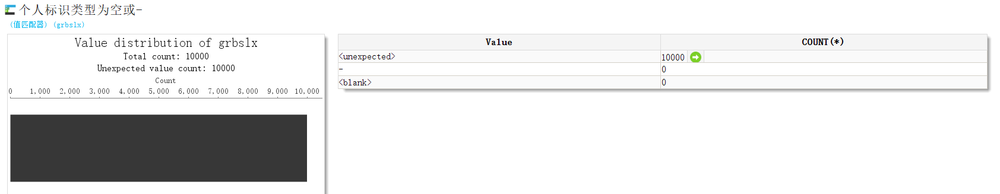 个人标识类型为空或-
(值匹配器) (grbslx)
Value distribution of grbslx
Total count: 10000
Unexpected value count: 10000
Count
0 1,000 2,000 3,000 4,000 5,000 6,000 7,000 8,000 9,000 10,000
Value COUNT(*)
<unexpected> 10000
- 0
<blank> 0